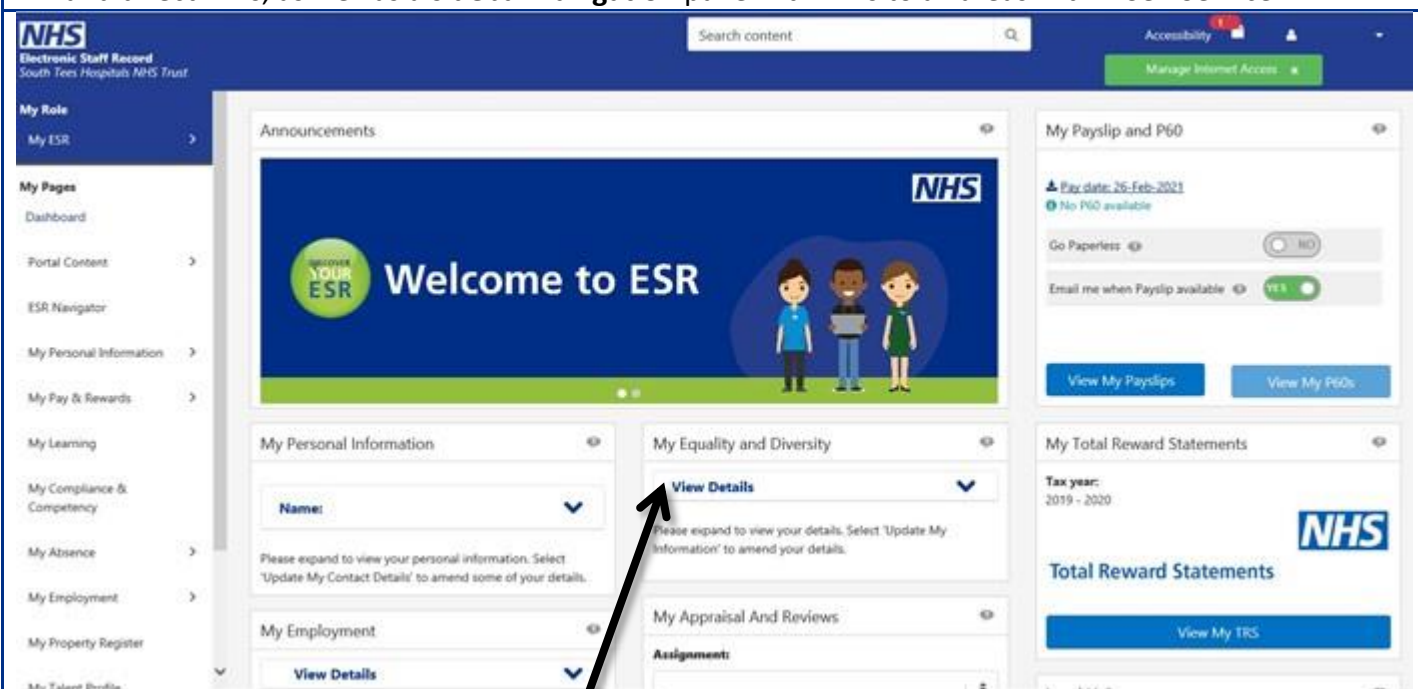 NHS
Electronic Staff Record
South Tees Hospitals NHS Trust
Search content
Accessibility
1
Manage Internet Access
My Role
My ESR
My Pages
Dashboard
Portal Content
ESR Navigator
My Personal Information
My Pay & Rewards
My Learning
My Compliance &
Competency
My Absence
My Employment
My Property Register
My Talent Profile
Announcements
NHS
DISCOVER
YOUR
ESR
Welcome to ESR
My Personal Information
Name:
Please expand to view your personal information. Select
'Update My Contact Details' to amend some of your details.
My Employment
View Details
My Equality and Diversity
View Details
Please expand to view your details. Select 'Update My
Information' to amend your details.
My Appraisal And Reviews
Assignment:
My Payslip and P60
Pay date: 26-Feb-2021
No P60 available
Go Paperless
NO
Email me when Payslip available
YES
View My Payslips
View My P60s
My Total Reward Statements
Tax year:
2019 - 2020
NHS
Total Reward Statements
View My TRS